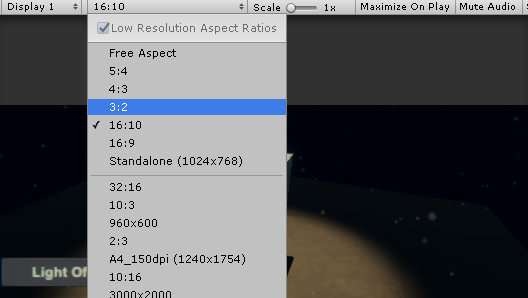 Display 1 16:10 Scale 1x Maximize On Play Mute Audio
Low Resolution Aspect Ratios
Free Aspect
5:4
4:3
3:2
16:10
16:9
Standalone (1024x768)
32:16
10:3
960x600
2:3
A4_150dpi (1240x1754)
10:16
3000x2000
Light Of